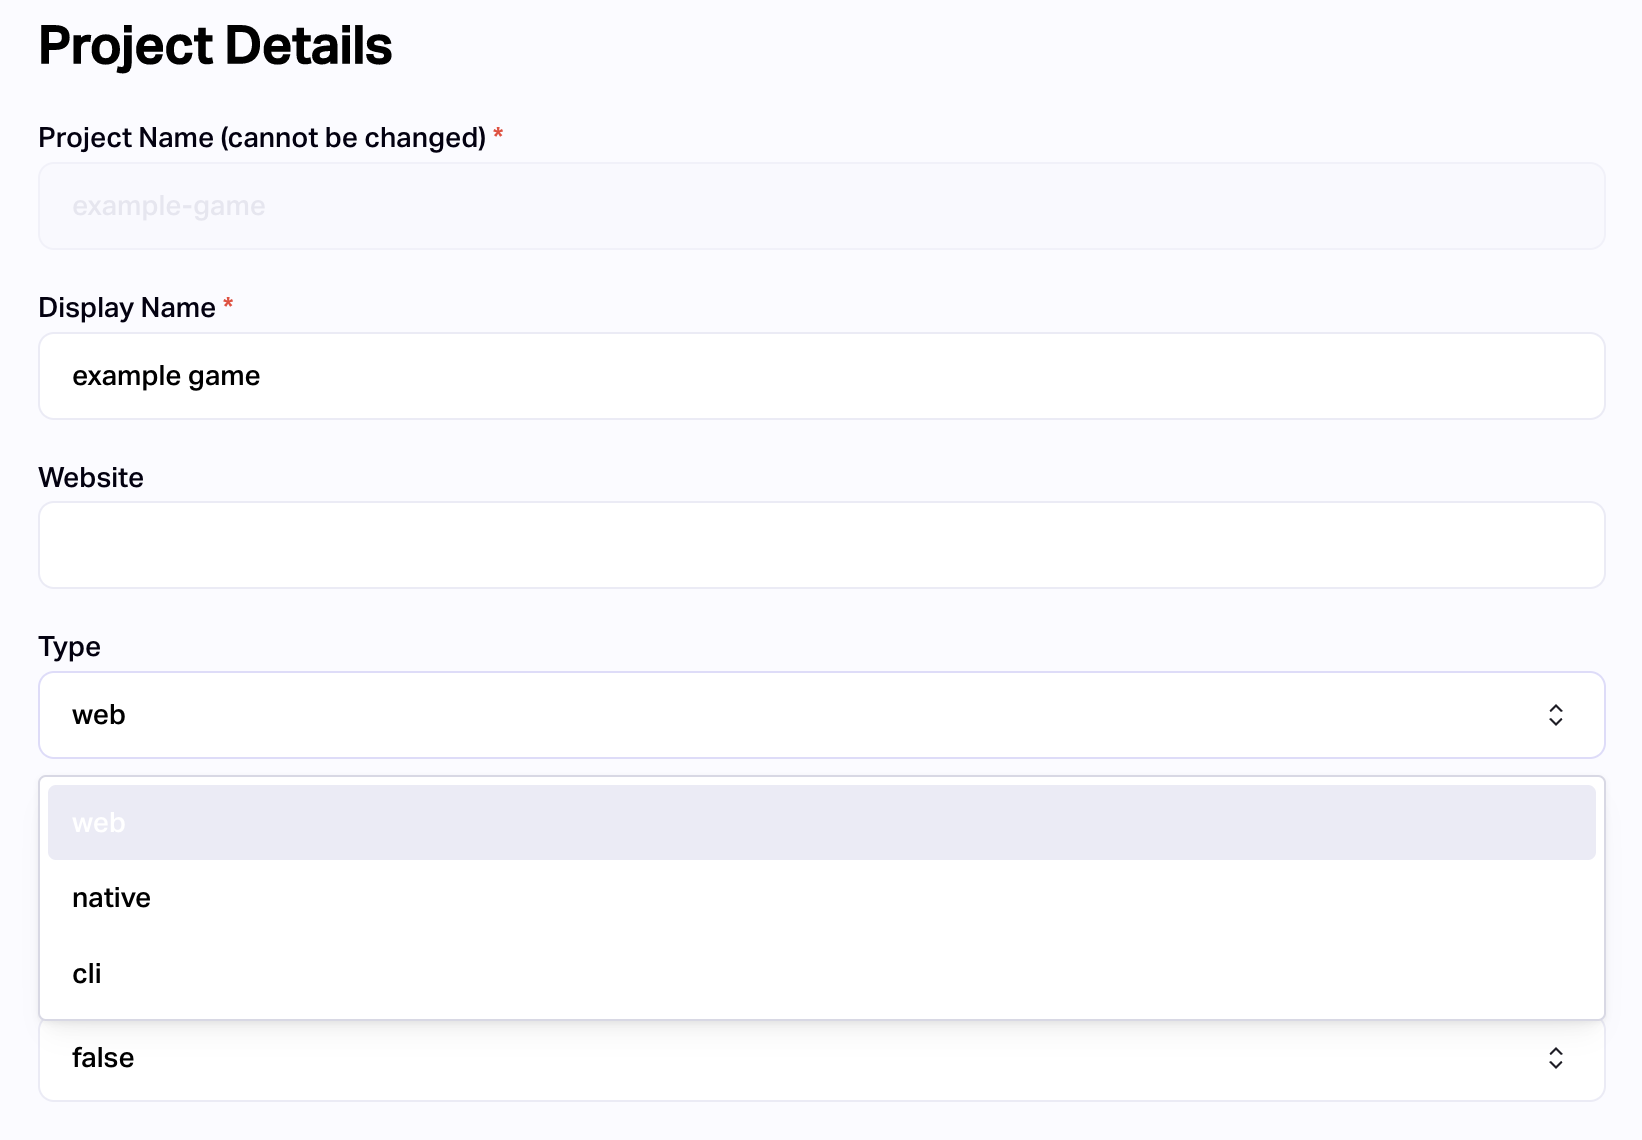 Project Details
Project Name (cannot be changed) *
example-game
Display Name *
example game
Website
Type
web
web
native
cli
false